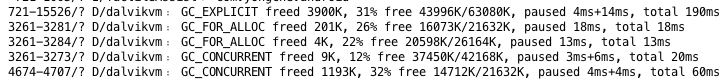 721-15526/? D/dalvikvm: GC_EXPLICIT freed 3900K, 31% free 43996K/63080K, paused 4ms+14ms, total 190ms
3261-3281/? D/dalvikvm: GC_FOR_ALLOC freed 201K, 26% free 16073K/21632K, paused 18ms, total 18ms
3261-3284/? D/dalvikvm: GC_FOR_ALLOC freed 4K, 22% free 20598K/26164K, paused 13ms, total 13ms
3261-3273/? D/dalvikvm: GC_CONCURRENT freed 9K, 12% free 37450K/42168K, paused 3ms+6ms, total 20ms
4674-4707/? D/dalvikvm: GC_CONCURRENT freed 1193K, 32% free 14712K/21632K, paused 4ms+4ms, total 60ms